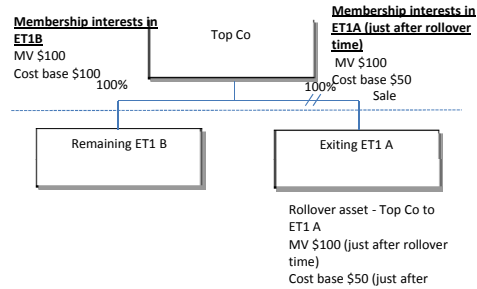 Membership interests in
ET1B
MV $100
Cost base $100
100%
Top Co
Membership interests in
ET1A (just after rollover
time)
MV $100
Cost base $50
100%
Sale
Remaining ET1 B
Exiting ET1 A
Rollover asset - Top Co to
ET1 A
MV $100 (just after rollover
time)
Cost base $50 (just after